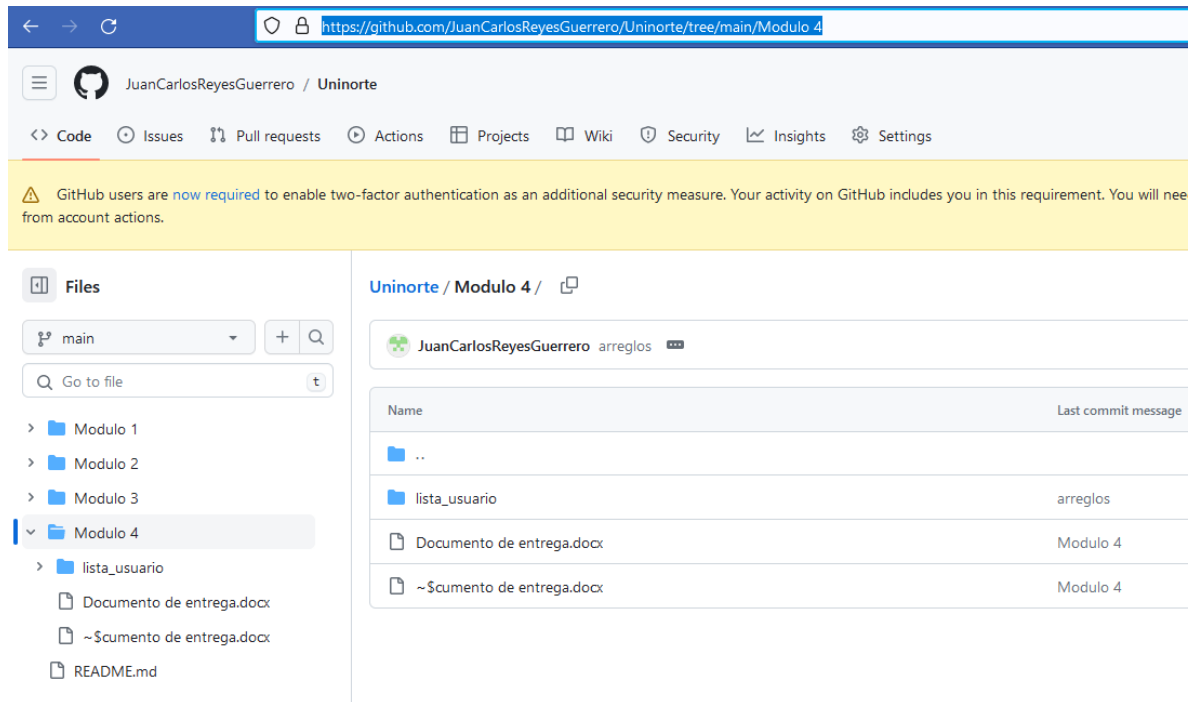 https://github.com/JuanCarlosReyesGuerrero/Uninorte/tree/main/Modulo 4
JuanCarlosReyesGuerrero / Uninorte
Code Issues Pull requests Actions Projects Wiki Security Insights Settings
GitHub users are now required to enable two-factor authentication as an additional security measure. Your activity on GitHub includes you in this requirement. You will nee
from account actions.
Files
main
Go to file t
Modulo 1
Modulo 2
Modulo 3
Modulo 4
lista_usuario
Documento de entrega.docx
~$cumento de entrega.docx
README.md
Uninorte / Modulo 4 /
JuanCarlosReyesGuerrero arreglos
Name Last commit message
..
lista_usuario arreglos
Documento de entrega.docx Modulo 4
~$cumento de entrega.docx Modulo 4